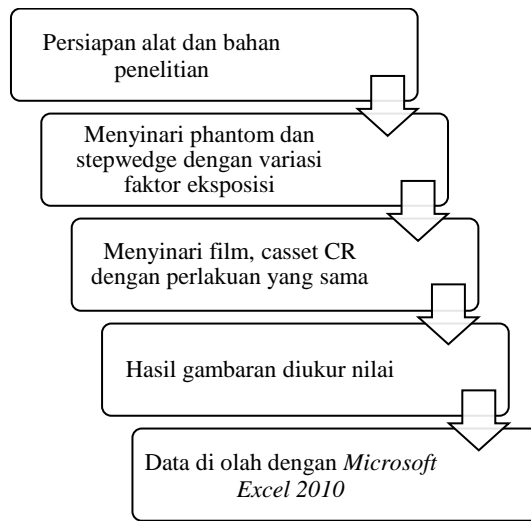 Persiapan alat dan bahan
penelitian
Menyinari phantom dan
stepwedge dengan variasi
faktor eksposisi
Menyinari film, casset CR
dengan perlakuan yang sama
Hasil gambaran diukur nilai
Data di olah dengan Microsoft
Excel 2010